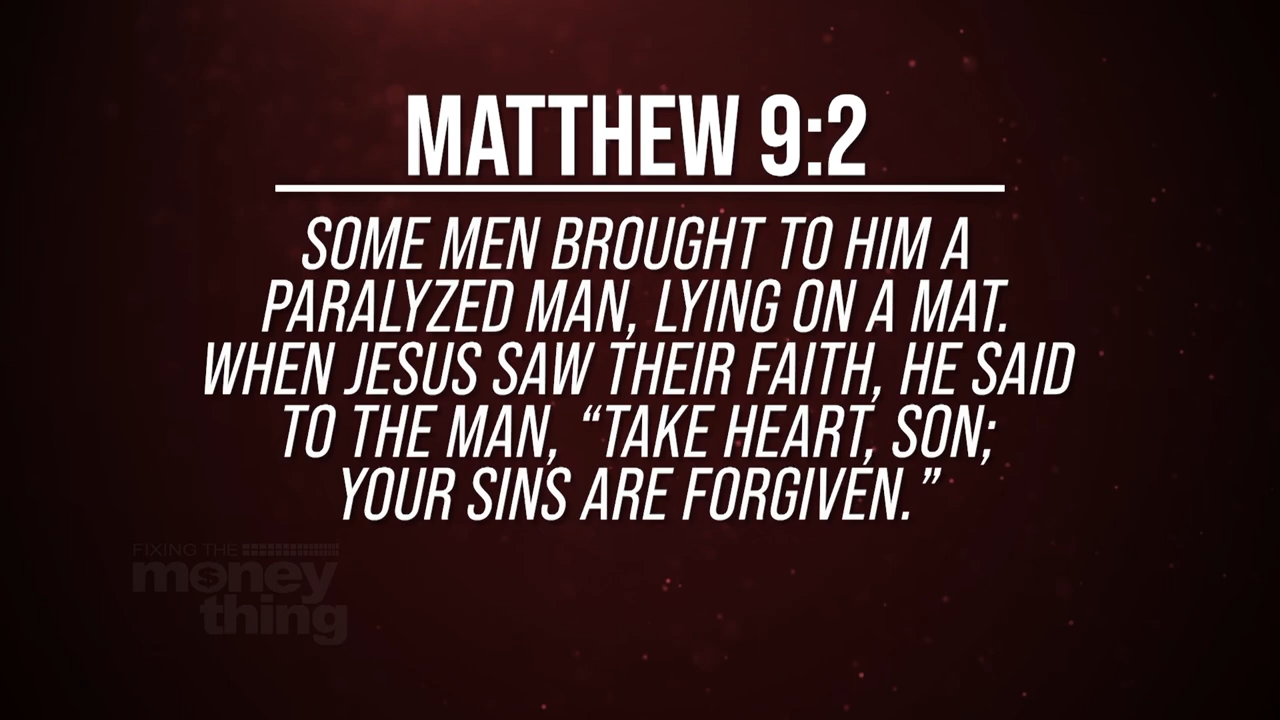 MATTHEW 9:2
SOME MEN BROUGHT TO HIM A
PARALYZED MAN, LYING ON A MAT.
WHEN JESUS SAW THEIR FAITH, HE SAID
TO THE MAN, “TAKE HEART, SON;
YOUR SINS ARE FORGIVEN.”
FIXING THE
money
thing